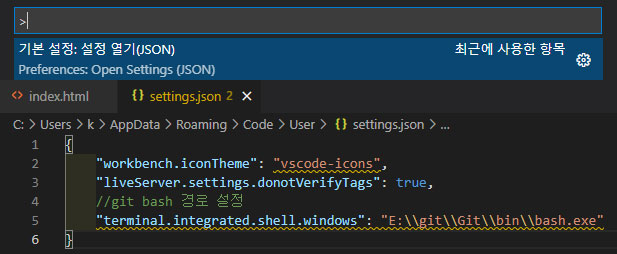 >
기본 설정: 설정 열기(JSON) 최근에 사용한 항목
Preferences: Open Settings (JSON)
index.html settings.json 2
C: > Users > k > AppData > Roaming > Code > User > {} settings.json > ...
1 {
2 "workbench.iconTheme": "vscode-icons",
3 "liveServer.settings.donotVerifyTags": true,
4 //git bash 경로 설정
5 "terminal.integrated.shell.windows": "E:\\git\\Git\\bin\\bash.exe"
6 }